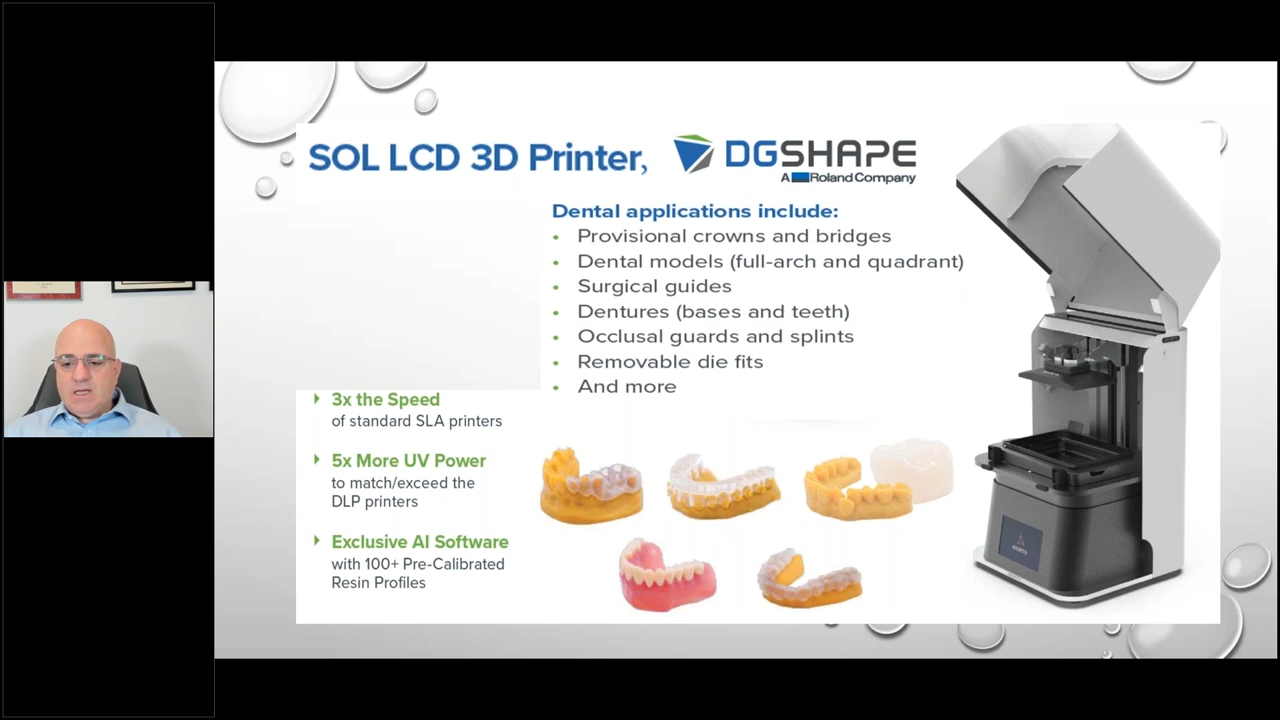 SOL LCD 3D Printer,
DGSHAPE
A Roland Company
Dental applications include:
• Provisional crowns and bridges
• Dental models (full-arch and quadrant)
• Surgical guides
• Dentures (bases and teeth)
• Occlusal guards and splints
• Removable die fits
• And more
3x the Speed
of standard SLA printers
5x More UV Power
to match/exceed the
DLP printers
Exclusive AI Software
with 100+ Pre-Calibrated
Resin Profiles